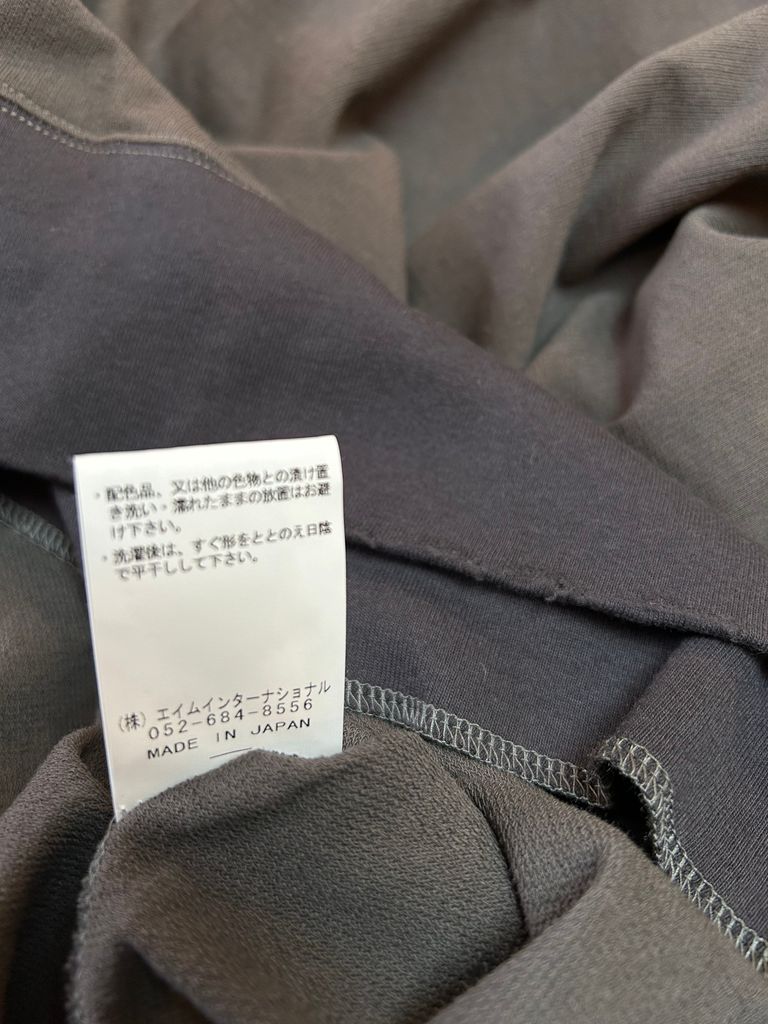 ・配色品、又は他の色物との漬け置
き洗い・濡れたままの放置はお避
け下さい。
・洗濯後は、すぐ形をととのえ日陰
で平干しして下さい。
(株) エイムインターナショナル
052-684-8556
MADE IN JAPAN